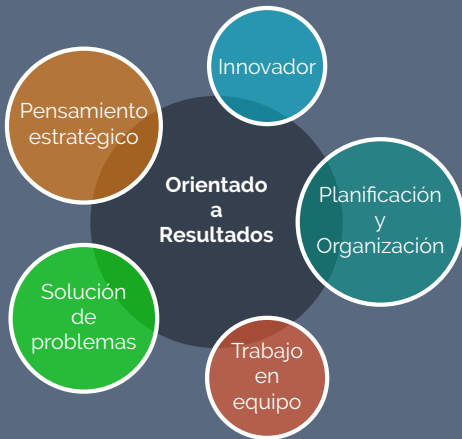 Innovador
Pensamiento
estratégico
Orientado
a
Resultados
Planificación
y
Organización
Solución
de
problemas
Trabajo
en
equipo